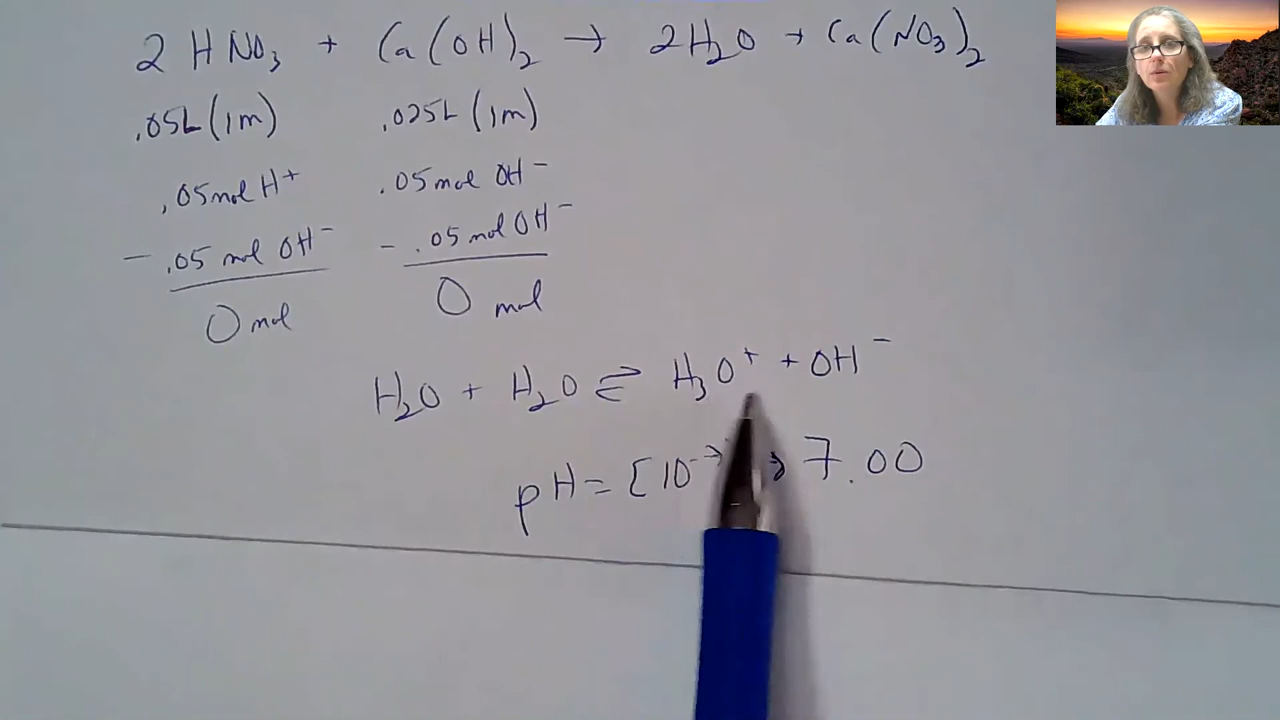 2 HNO₃ + Ca(OH)₂ → 2H₂O + Ca(NO₃)₂
.05L (1m) .025L (1m)
.05 mol H⁺ .05 mol OH⁻
- .05 mol OH⁻ - .05 mol OH⁻
0 mol 0 mol
H₂O + H₂O ⇌ H₃O⁺ + OH⁻
pH = [10⁻⁷ → 7.00